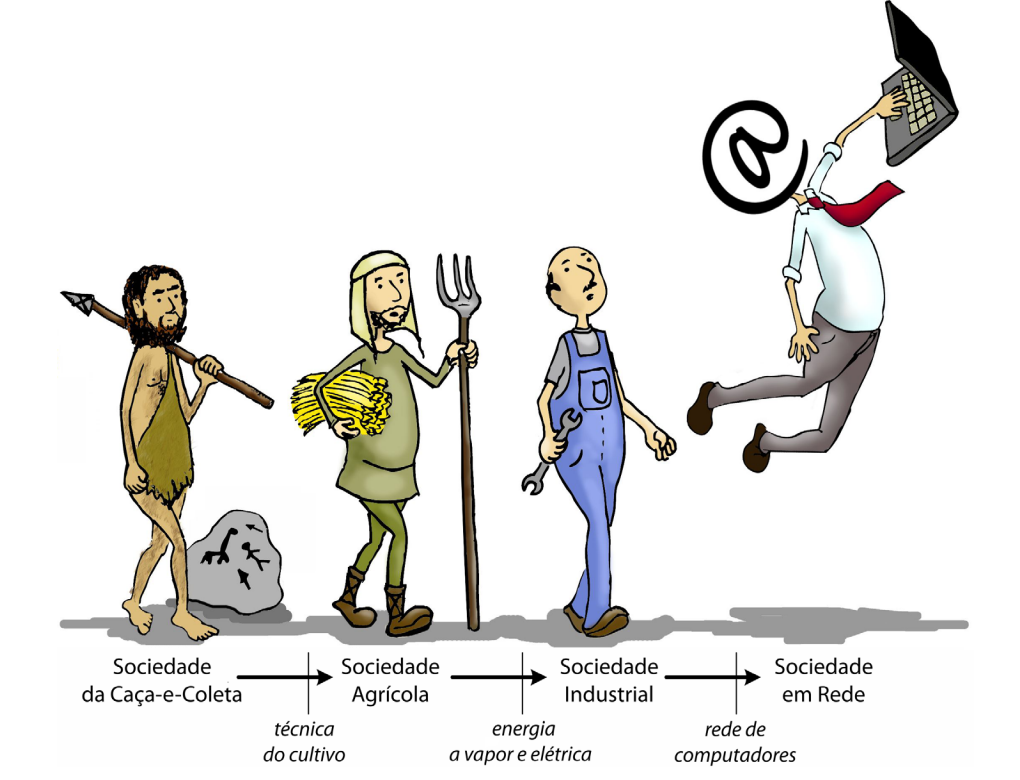 @
Sociedade
da Caça-e-Coleta
técnica
do cultivo
Sociedade
Agrícola
energia
a vapor e elétrica
Sociedade
Industrial
rede de
computadores
Sociedade
em Rede